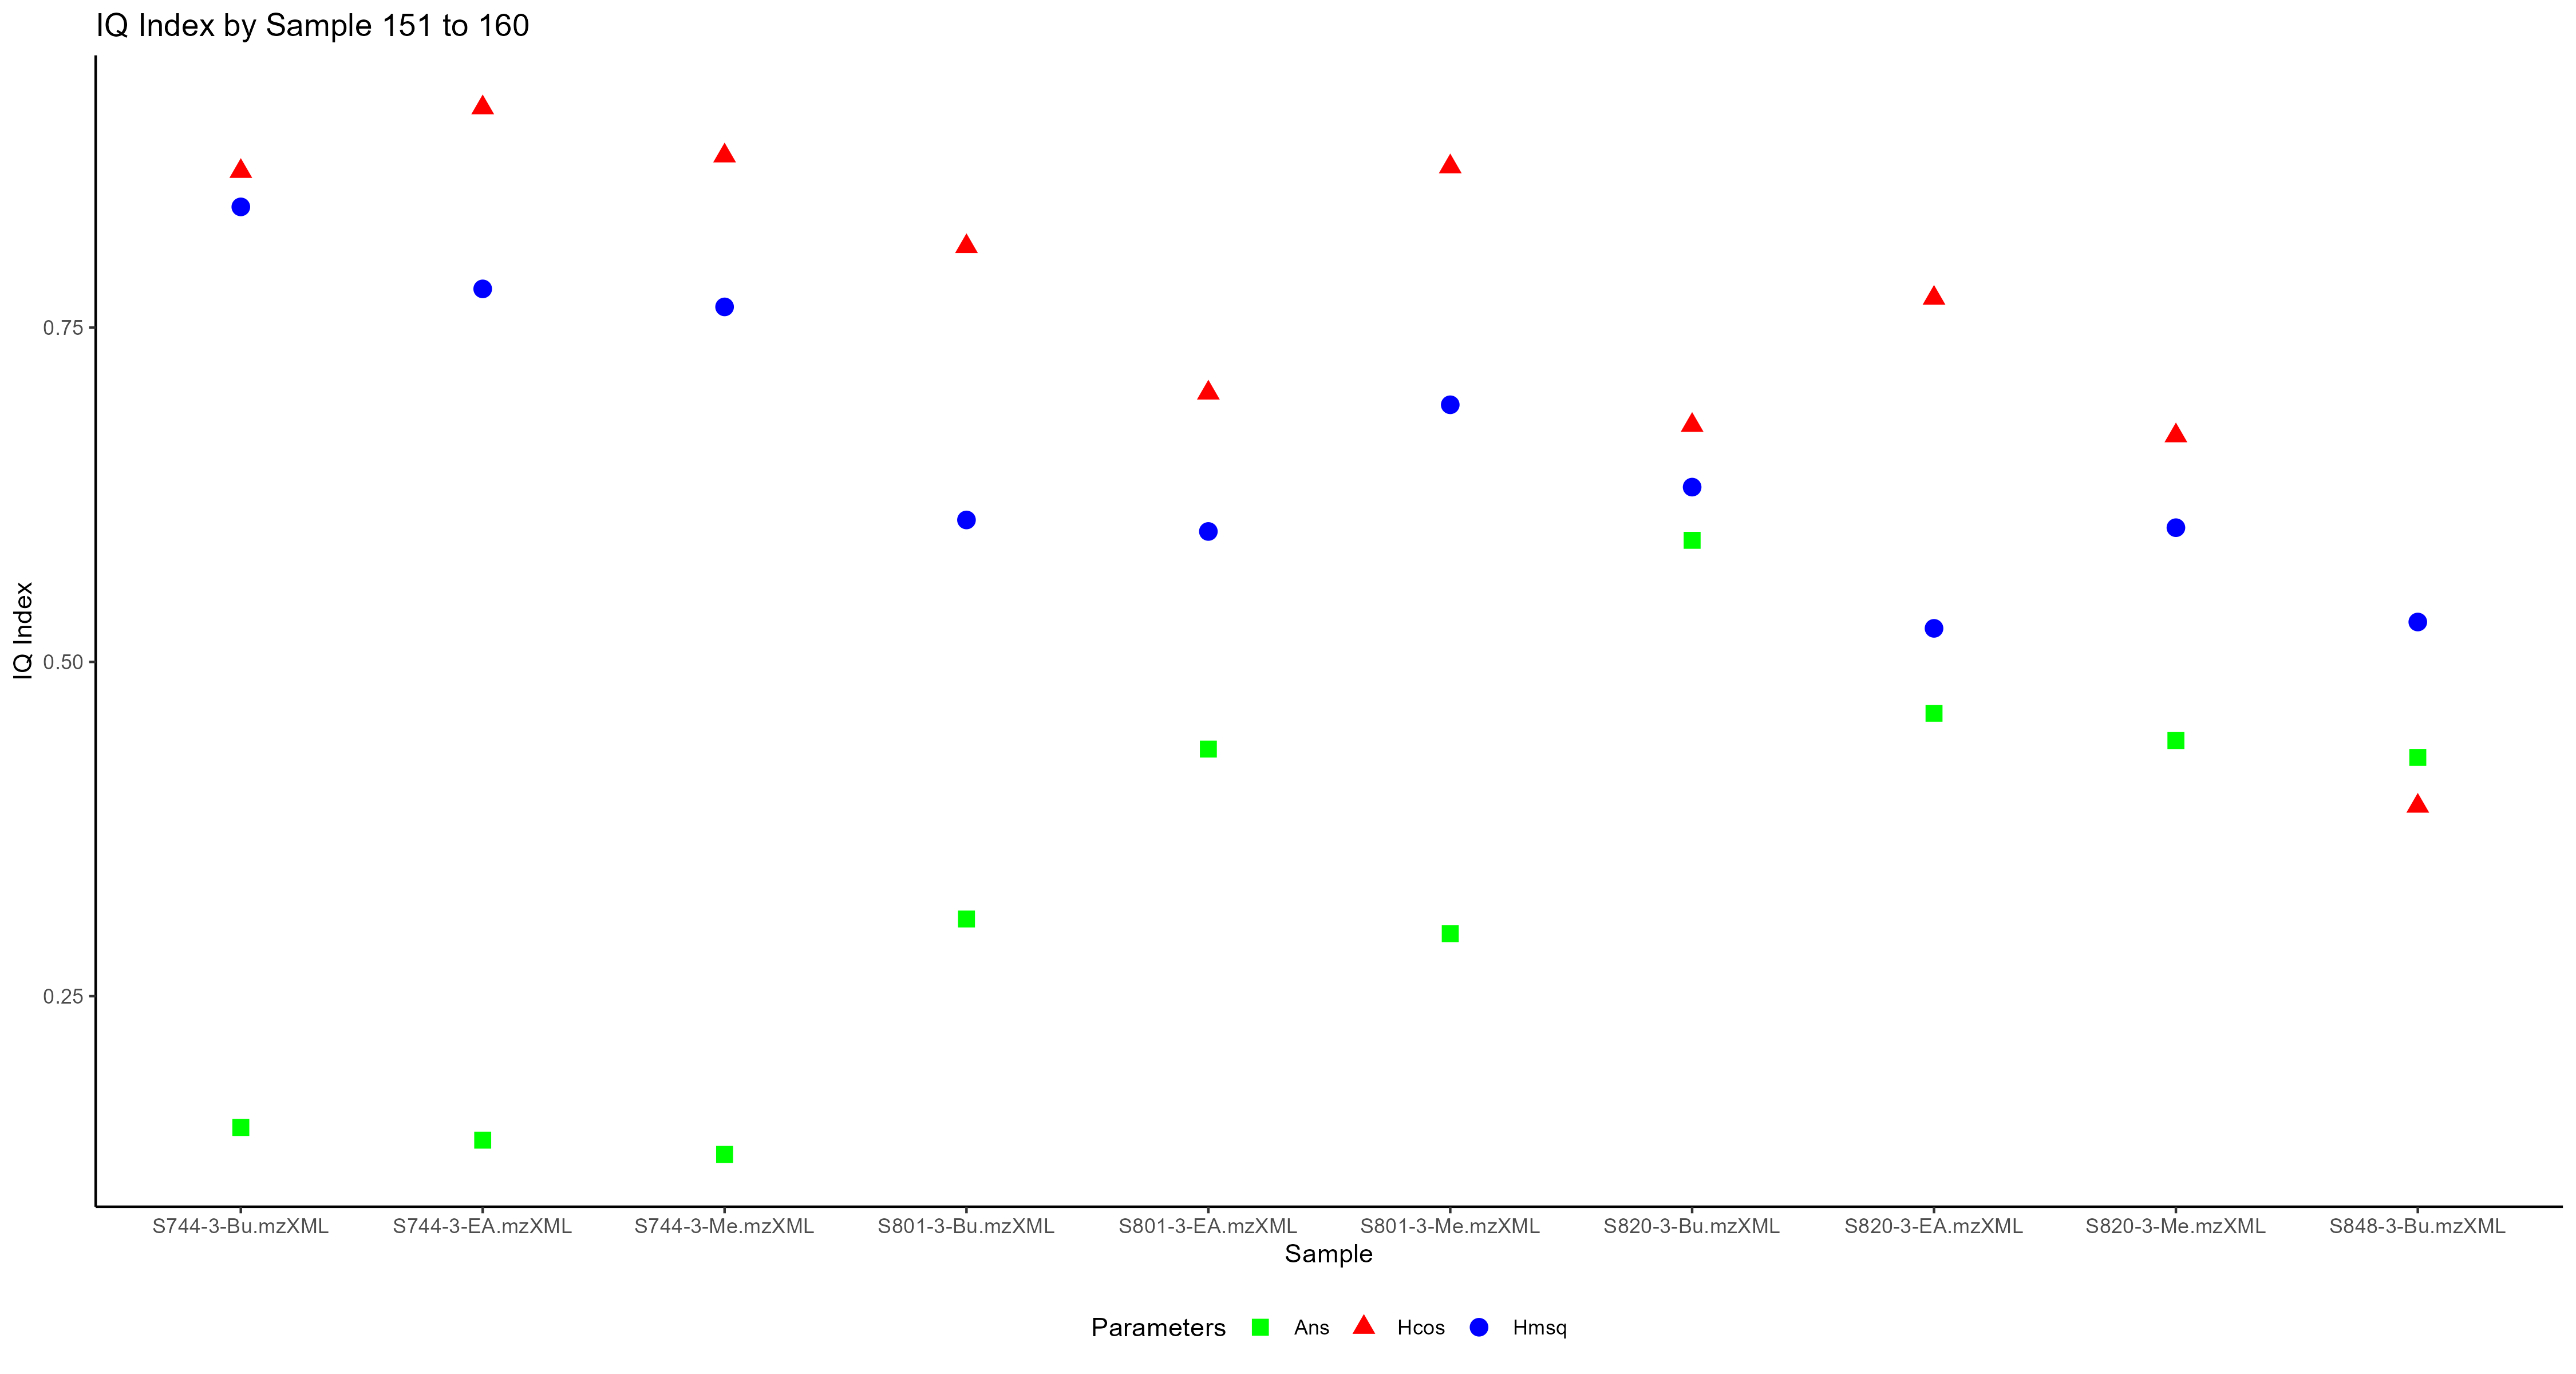 IQ Index by Sample 151 to 160
IQ Index
0.75
0.50
0.25
S744-3-Bu.mzXML S744-3-EA.mzXML S744-3-Me.mzXML S801-3-Bu.mzXML S801-3-EA.mzXML S801-3-Me.mzXML S820-3-Bu.mzXML S820-3-EA.mzXML S820-3-Me.mzXML S848-3-Bu.mzXML
Sample
Parameters Ans Hcos Hmsq